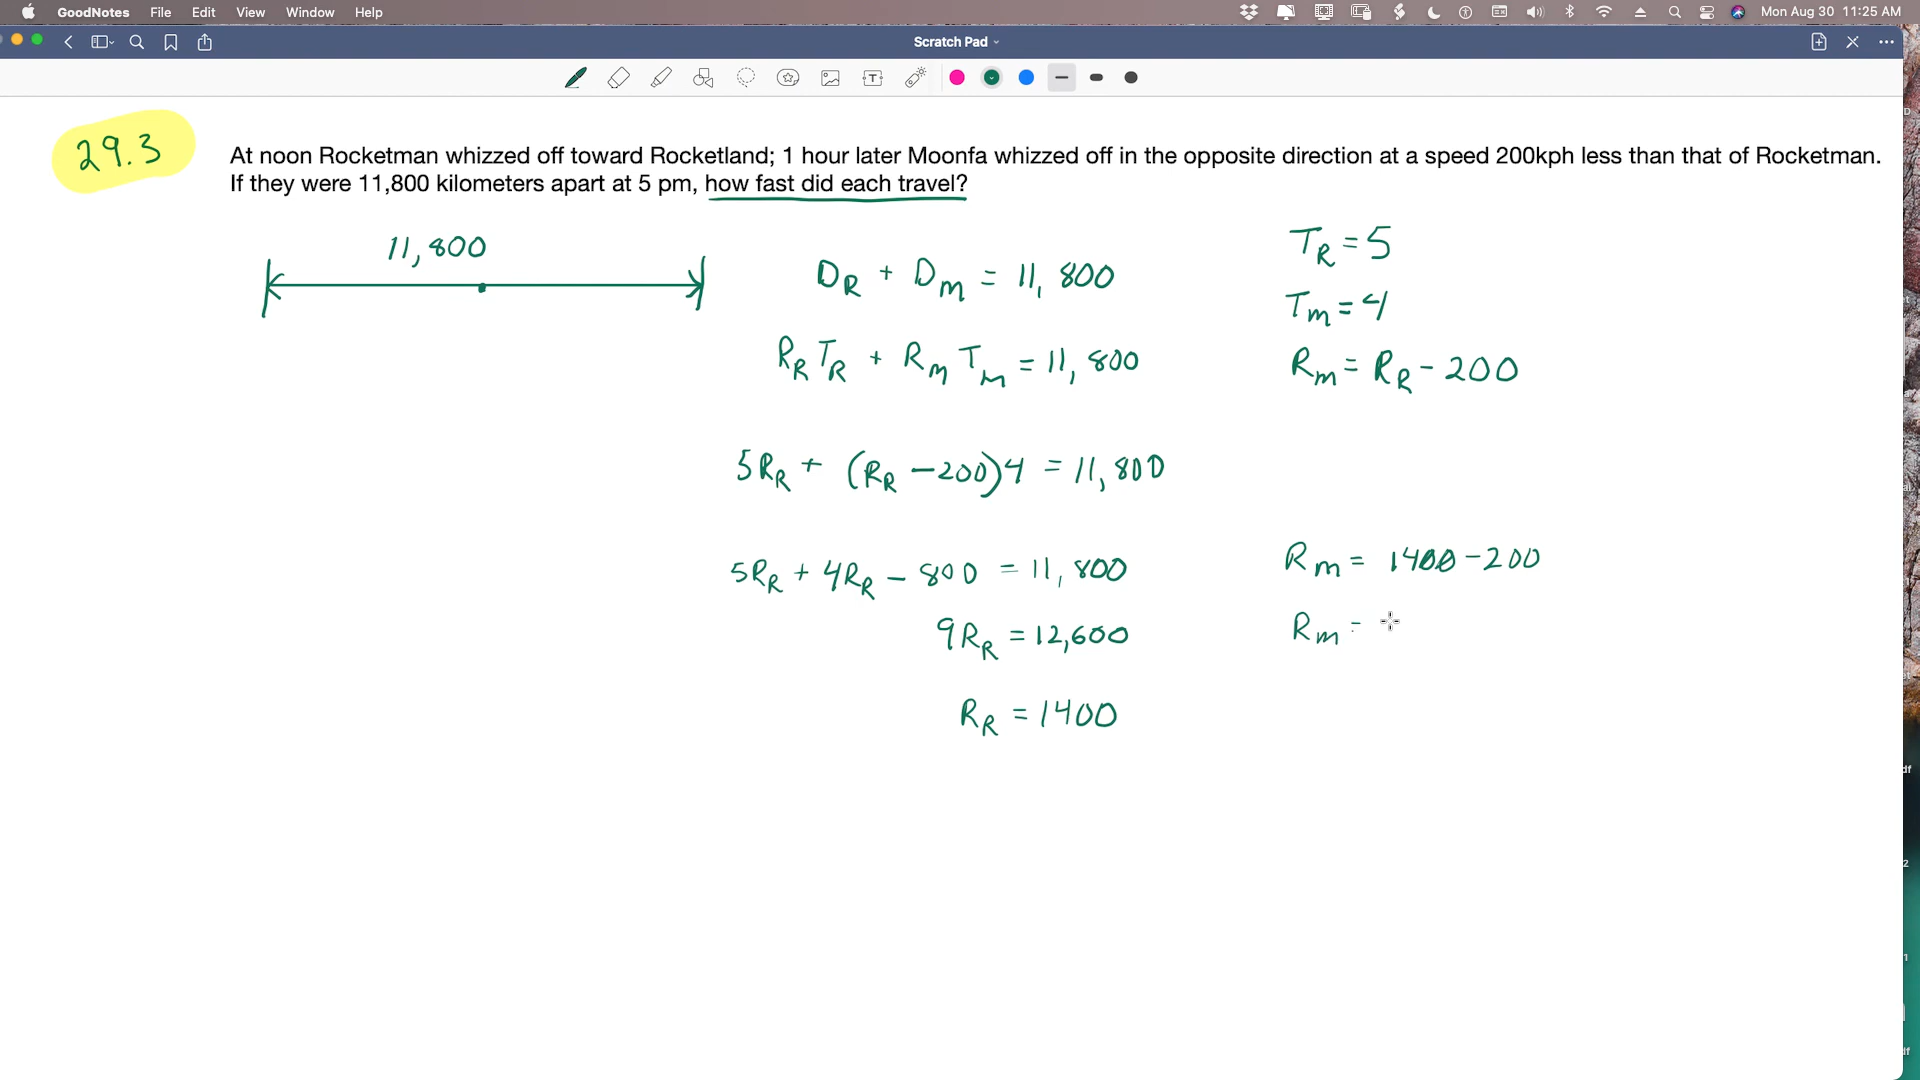 GoodNotes File Edit View Window Help Mon Aug 30 11:25 AM
Scratch Pad
29.3
At noon Rocketman whizzed off toward Rocketland; 1 hour later Moonfa whizzed off in the opposite direction at a speed 200kph less than that of Rocketman.
If they were 11,800 kilometers apart at 5 pm, how fast did each travel?
11,800
D_R + D_m = 11,800
R_R T_R + R_m T_m = 11,800
5R_R + (R_R - 200)4 = 11,800
5R_R + 4R_R - 800 = 11,800
9R_R = 12,600
R_R = 1400
T_R = 5
T_m = 4
R_m = R_R - 200
R_m = 1400 - 200
R_m =